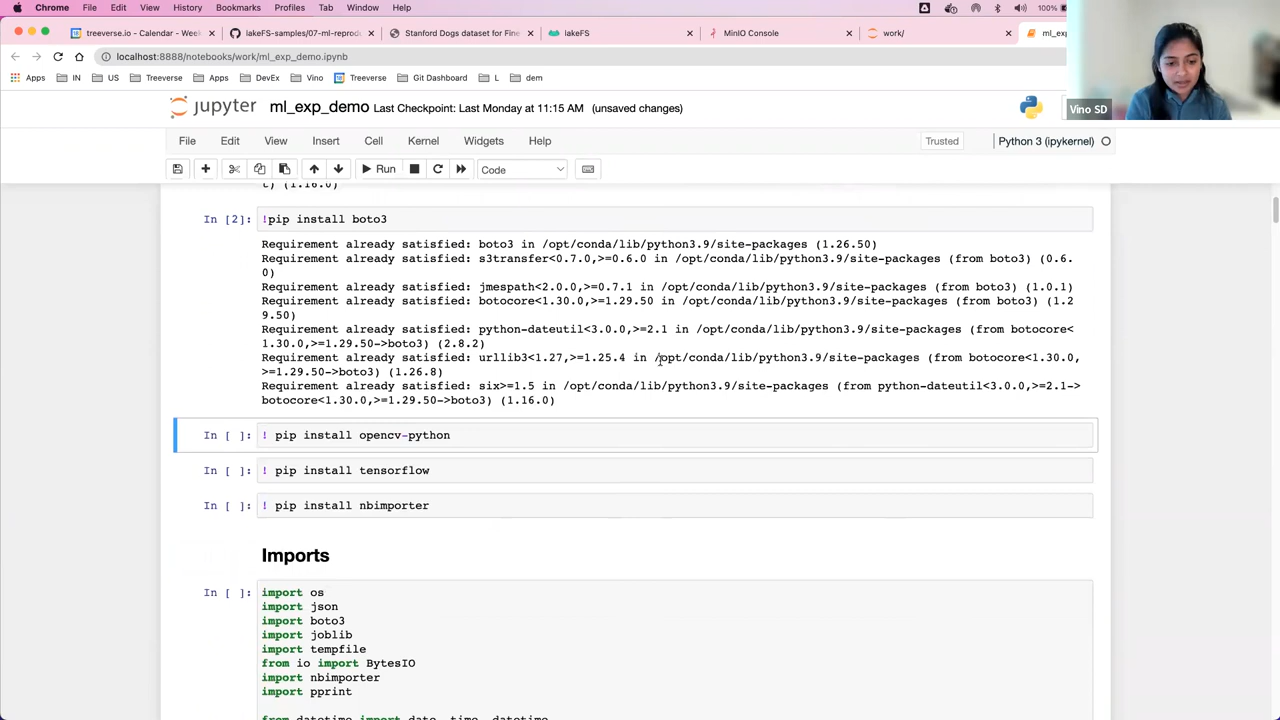 Chrome File Edit View History Bookmarks Profiles Tab Window Help 100%
treeverse.io - Calendar - Wee
lakeFS-samples/07-ml-reprod
Stanford Dogs dataset for Fine
lakeFS
MinIO Console
work/
ml_exp
localhost:8888/notebooks/work/ml_exp_demo.ipynb
Apps IN US Treeverse Apps DevEx Vino Treeverse Git Dashboard L dem
Vino SD
jupyter ml_exp_demo Last Checkpoint: Last Monday at 11:15 AM (unsaved changes)
File Edit View Insert Cell Kernel Widgets Help Trusted Python 3 (ipykernel)
Run Code
t) (1.16.0)
In [2]: !pip install boto3
Requirement already satisfied: boto3 in /opt/conda/lib/python3.9/site-packages (1.26.50)
Requirement already satisfied: s3transfer<0.7.0,>=0.6.0 in /opt/conda/lib/python3.9/site-packages (from boto3) (0.6.
0)
Requirement already satisfied: jmespath<2.0.0,>=0.7.1 in /opt/conda/lib/python3.9/site-packages (from boto3) (1.0.1)
Requirement already satisfied: botocore<1.30.0,>=1.29.50 in /opt/conda/lib/python3.9/site-packages (from boto3) (1.2
9.50)
Requirement already satisfied: python-dateutil<3.0.0,>=2.1 in /opt/conda/lib/python3.9/site-packages (from botocore<
1.30.0,>=1.29.50->boto3) (2.8.2)
Requirement already satisfied: urllib3<1.27,>=1.25.4 in /opt/conda/lib/python3.9/site-packages (from botocore<1.30.0,
>=1.29.50->boto3) (1.26.8)
Requirement already satisfied: six>=1.5 in /opt/conda/lib/python3.9/site-packages (from python-dateutil<3.0.0,>=2.1->
botocore<1.30.0,>=1.29.50->boto3) (1.16.0)
In [ ]: ! pip install opencv-python
In [ ]: ! pip install tensorflow
In [ ]: ! pip install nbimporter
Imports
In [ ]: import os
import json
import boto3
import joblib
import tempfile
from io import BytesIO
import nbimporter
import pprint
from datetime import date, time, datetime